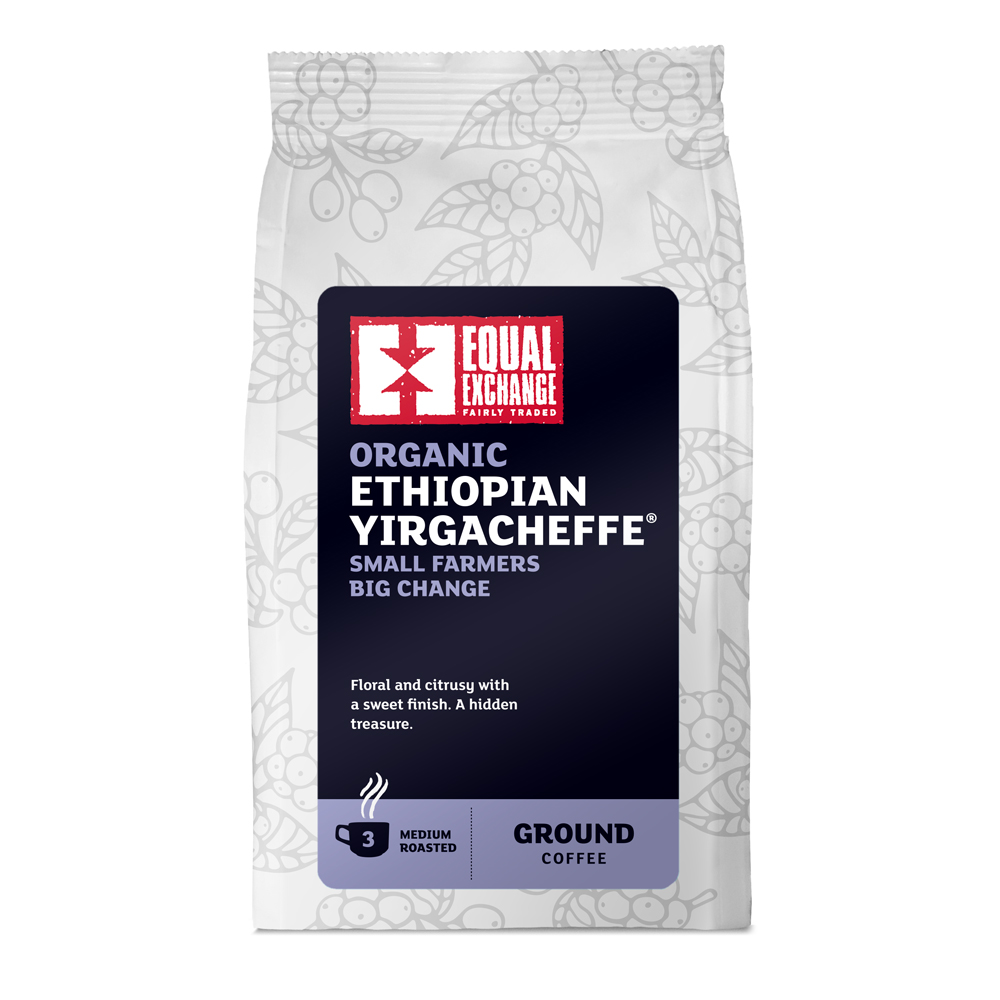 EQUAL
EXCHANGE
FAIRLY TRADED
ORGANIC
ETHIOPIAN
YIRGACHEFFE®
SMALL FARMERS
BIG CHANGE
Floral and citrusy with
a sweet finish. A hidden
treasure.
3
MEDIUM
ROASTED
GROUND
COFFEE